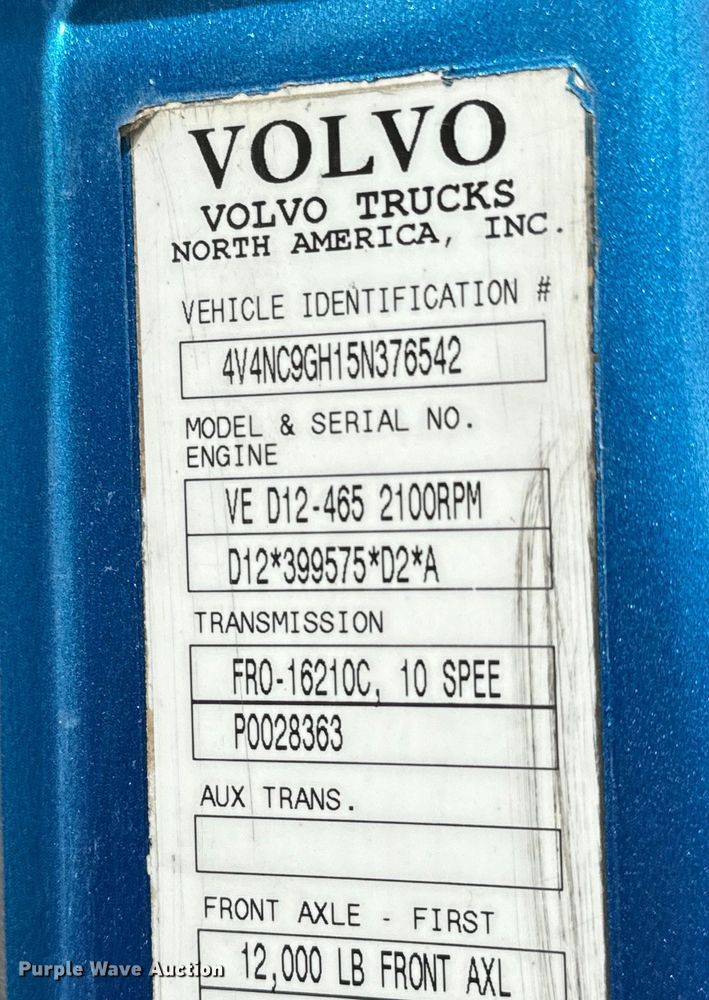 VOLVO
VOLVO TRUCKS
NORTH AMERICA, INC.
VEHICLE IDENTIFICATION #
4V4NC9GH15N376542
MODEL & SERIAL NO.
ENGINE
VE D12-465 2100RPM
D12*399575*D2*A
TRANSMISSION
FRO-16210C, 10 SPEE
P0028363
AUX TRANS.
FRONT AXLE - FIRST
12,000 LB FRONT AXL
Purple Wave Auction